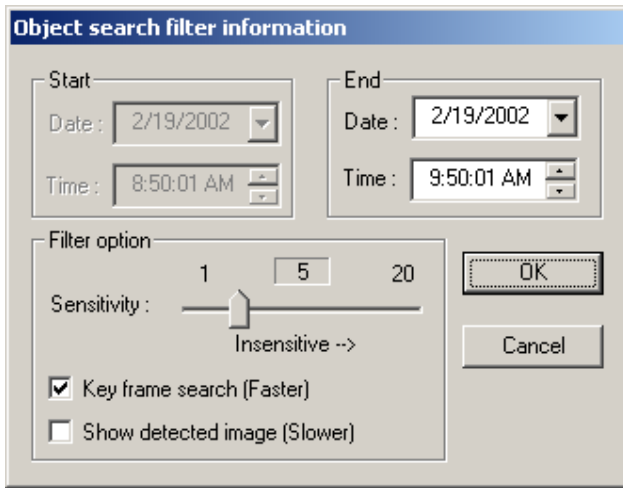 Object search filter information
Start
Date : 2/19/2002
Time : 8:50:01 AM
End
Date : 2/19/2002
Time : 9:50:01 AM
Filter option
1 5 20
Sensitivity :
Insensitive -->
Key frame search (Faster)
Show detected image (Slower)
OK
Cancel